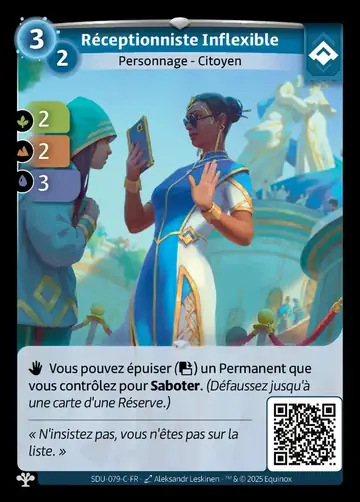 3
Réceptionniste Inflexible
2
Personnage - Citoyen
2
2
3
Vous pouvez épuiser () un Permanent que
vous contrôlez pour Saboter. (Défaussez jusqu'à
une carte d'une Réserve.)
« N'insistez pas, vous n'êtes pas sur la
liste. »
SDU-079-C-FR - Aleksandr Leskinen - ™ & © 2025 Equinox